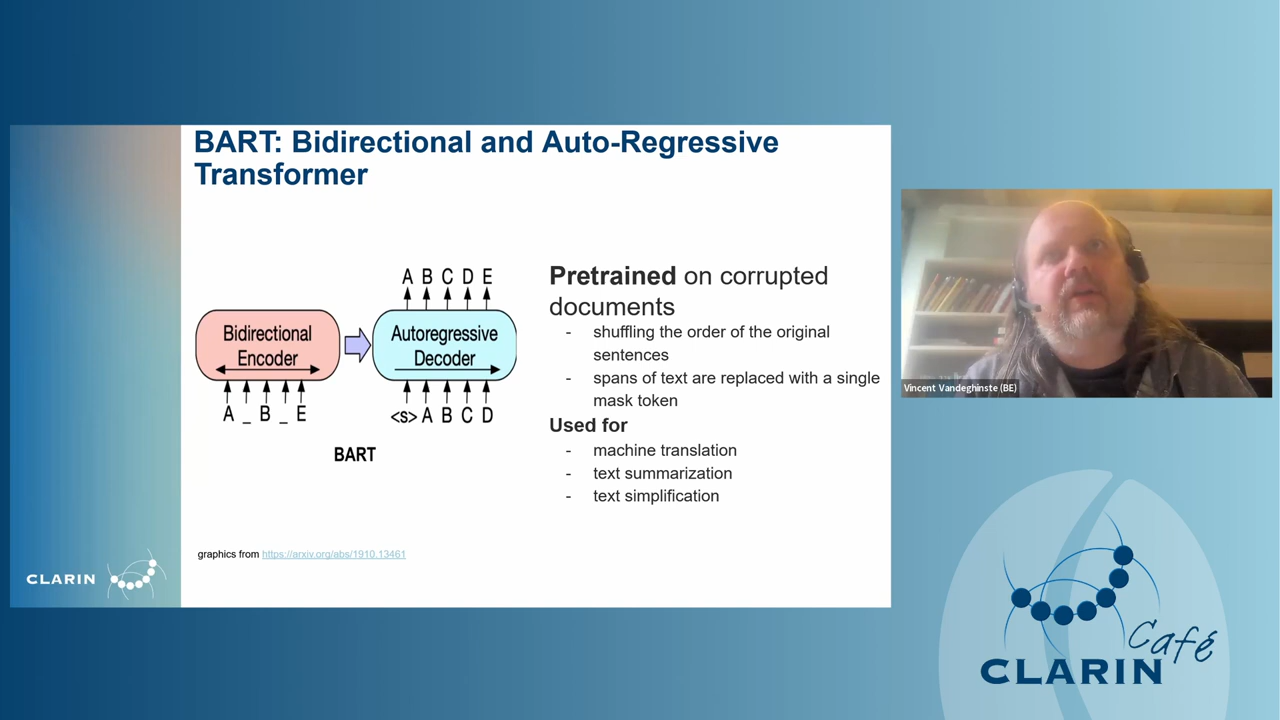 BART: Bidirectional and Auto-Regressive
Transformer
A B C D E
Bidirectional
Encoder
Autoregressive
Decoder
A _ B _ E
<s> A B C D
BART
Pretrained on corrupted
documents
- shuffling the order of the original
sentences
- spans of text are replaced with a single
mask token
Used for
- machine translation
- text summarization
- text simplification
graphics from https://arxiv.org/abs/1910.13461
CLARIN
Vincent Vandeghinste (BE)
Café
CLARIN